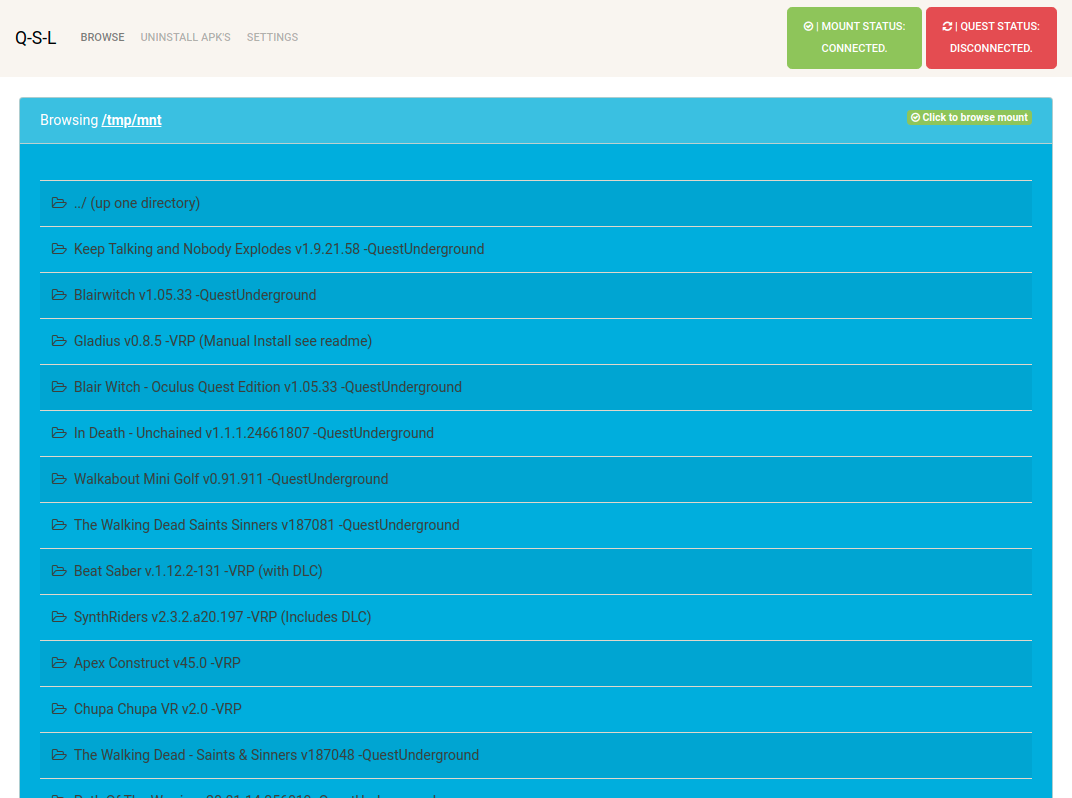 Q-S-L
BROWSE UNINSTALL APK'S SETTINGS
| MOUNT STATUS:
CONNECTED.
| QUEST STATUS:
DISCONNECTED.
Browsing /tmp/mnt
Click to browse mount
../ (up one directory)
Keep Talking and Nobody Explodes v1.9.21.58 -QuestUnderground
Blairwitch v1.05.33 -QuestUnderground
Gladius v0.8.5 -VRP (Manual Install see readme)
Blair Witch - Oculus Quest Edition v1.05.33 -QuestUnderground
In Death - Unchained v1.1.1.24661807 -QuestUnderground
Walkabout Mini Golf v0.91.911 -QuestUnderground
The Walking Dead Saints Sinners v187081 -QuestUnderground
Beat Saber v.1.12.2-131 -VRP (with DLC)
SynthRiders v2.3.2.a20.197 -VRP (Includes DLC)
Apex Construct v45.0 -VRP
Chupa Chupa VR v2.0 -VRP
The Walking Dead - Saints & Sinners v187048 -QuestUnderground